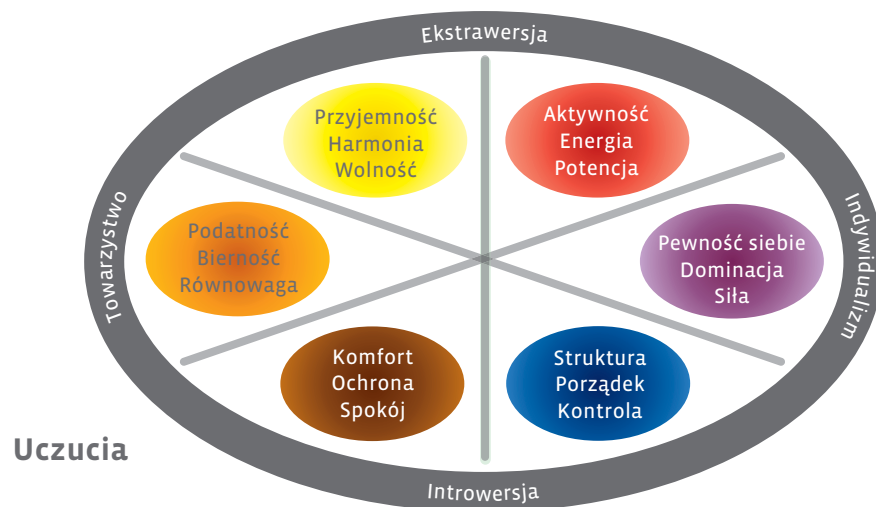 Ekstrawersja
Przyjemność
Harmonia
Wolność
Aktywność
Energia
Potencja
Towarzystwo
Podatność
Bierność
Równowaga
Pewność siebie
Dominacja
Siła
Indywidualizm
Komfort
Ochrona
Spokój
Struktura
Porządek
Kontrola
Uczucia
Introwersja